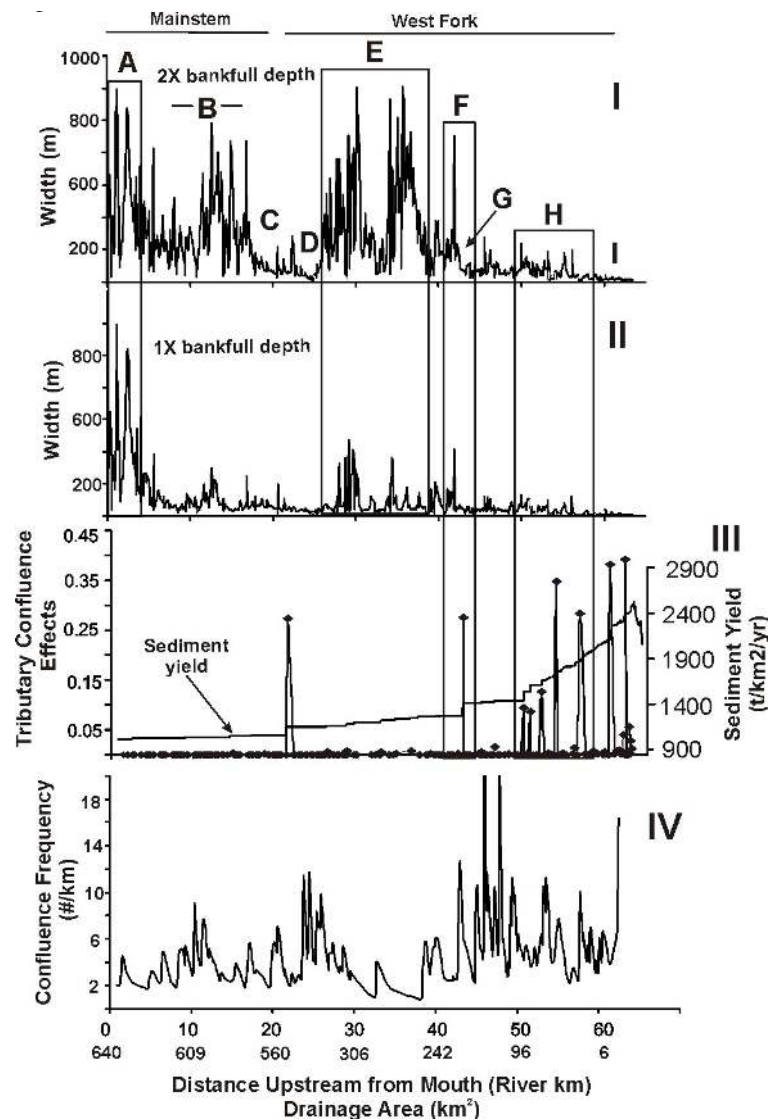 Mainstem West Fork
1000
A
2X bankfull depth
E
I
B
F
800
Width (m)
600
G
400
C
H
200
D
I
II
1X bankfull depth
800
Width (m)
600
400
200
0.45
III
0.35
2900
Tributary Confluence
Effects
0.25
2400
Sediment
yield
1900
0.15
1400
Sediment Yield
(t/km2/yr)
0.05
900
18
IV
14
Confluence Frequency
(#/km)
10
6
2
0 10 20 30 40 50 60
640 609 560 306 242 96 6
Distance Upstream from Mouth (River km)
Drainage Area (km²)